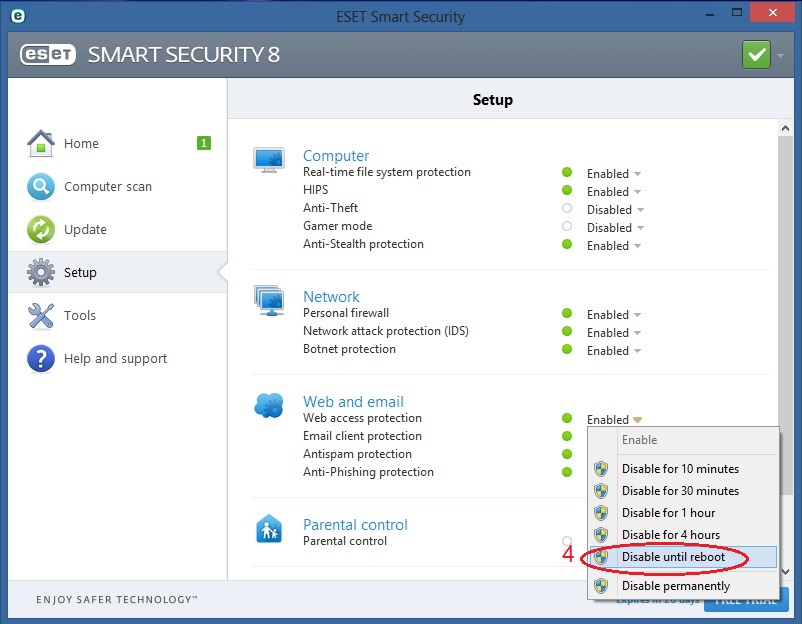 ESET Smart Security
eseT SMART SECURITY 8
Setup
Home 1
Computer scan
Update
Setup
Tools
Help and support
Computer
Real-time file system protection Enabled
HIPS Enabled
Anti-Theft Disabled
Gamer mode Disabled
Anti-Stealth protection Enabled
Network
Personal firewall Enabled
Network attack protection (IDS) Enabled
Botnet protection Enabled
Web and email
Web access protection Enabled
Email client protection
Antispam protection
Anti-Phishing protection
Parental control
Parental control
Enable
Disable for 10 minutes
Disable for 30 minutes
Disable for 1 hour
Disable for 4 hours
4 Disable until reboot
Disable permanently
ENJOY SAFER TECHNOLOGY™
Expires in 26 days
FREE TRIAL